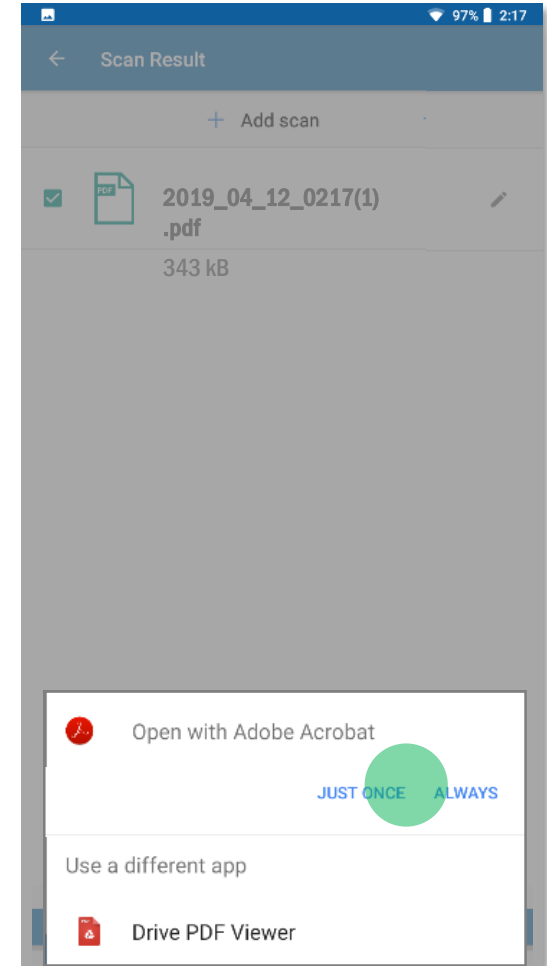 97% 2:17
Scan Result
+ Add scan
PDF
2019_04_12_0217(1)
.pdf
343 kB
Open with Adobe Acrobat
JUST ONCE ALWAYS
Use a different app
Drive PDF Viewer